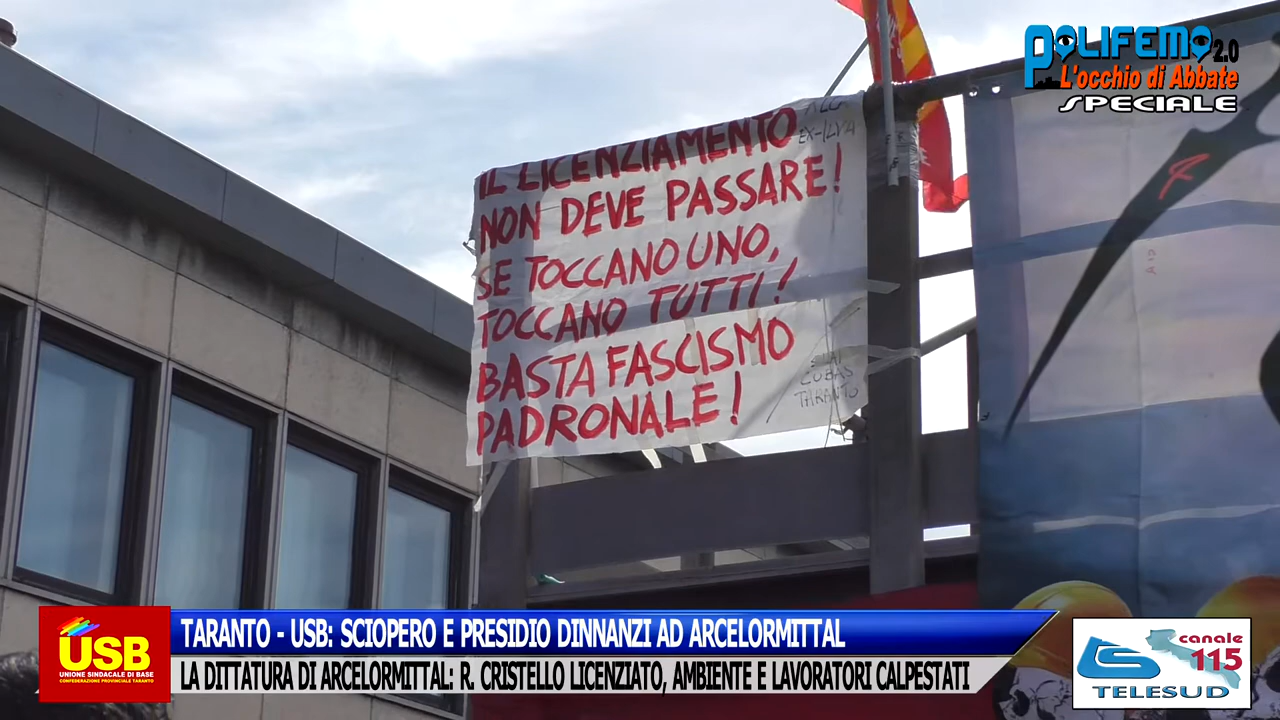 POLIFEMO 2.0
L'occhio di Abbate
SPECIALE
EX-ILVA
IL LICENZIAMENTO
NON DEVE PASSARE!
SE TOCCANO UNO,
TOCCANO TUTTI!
BASTA FASCISMO
PADRONALE!
COBAS
TARANTO
USB
UNIONE SINDACALE DI BASE
CONFEDERAZIONE PROVINCIALE TARANTO
TARANTO - USB: SCIOPERO E PRESIDIO DINNANZI AD ARCELORMITTAL
LA DITTATURA DI ARCELORMITTAL: R. CRISTELLO LICENZIATO, AMBIENTE E LAVORATORI CALPESTATI
canale
115
TELESUD